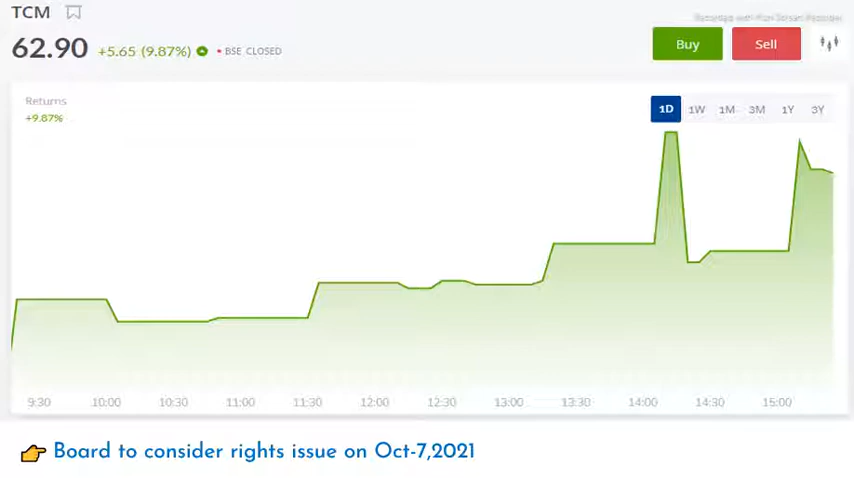 TCM
62.90 +5.65 (9.87%) • BSE CLOSED
Buy
Sell
Returns
+9.87%
1D 1W 1M 3M 1Y 3Y
9:30 10:00 10:30 11:00 11:30 12:00 12:30 13:00 13:30 14:00 14:30 15:00
Board to consider rights issue on Oct-7,2021